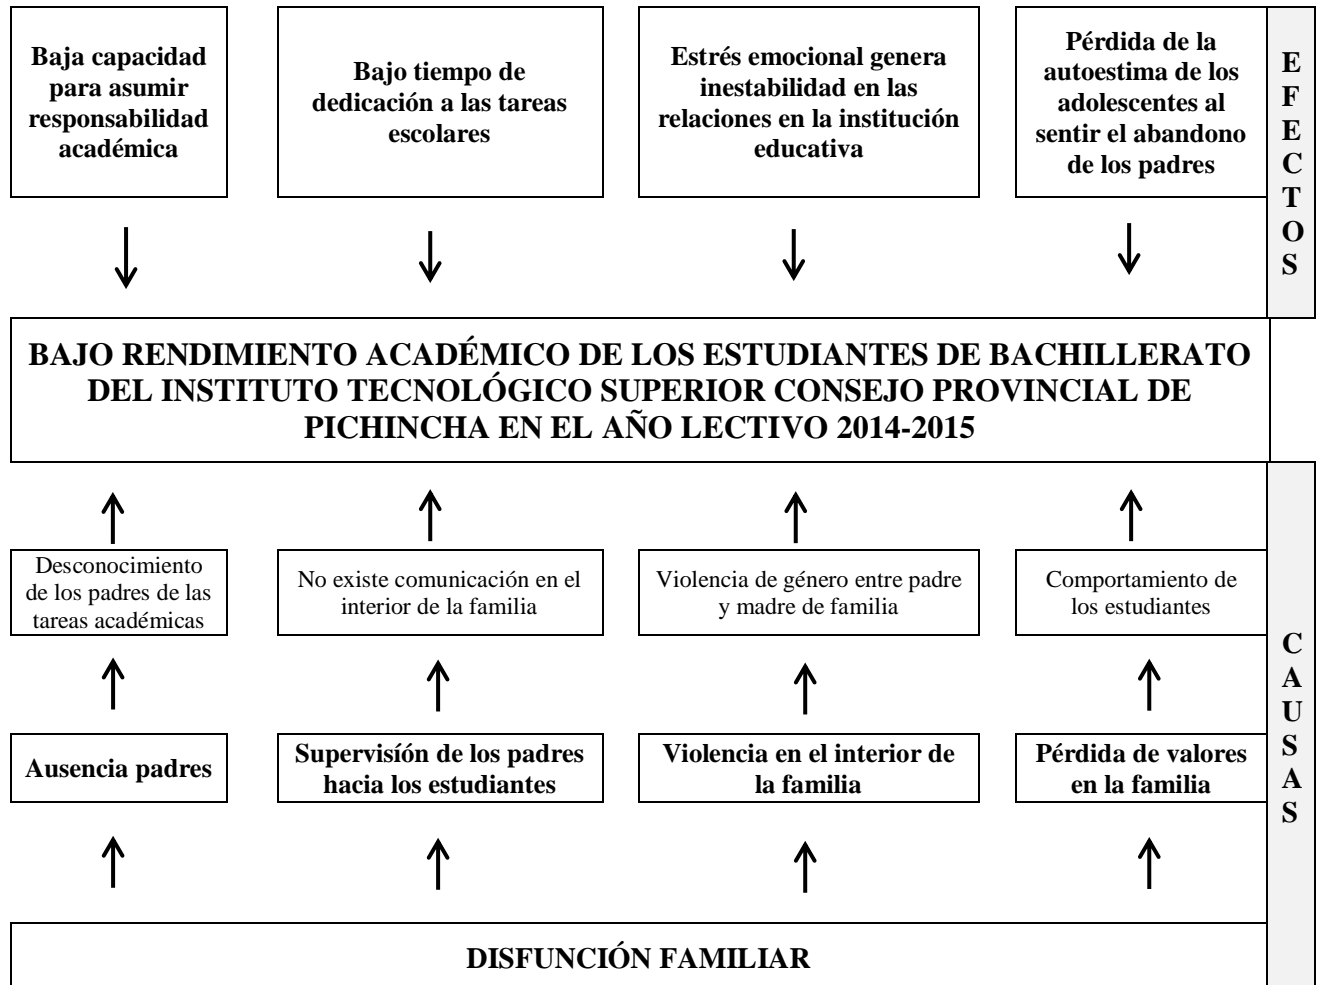 Baja capacidad
para asumir
responsabilidad
académica
Bajo tiempo de
dedicación a las tareas
escolares
Estrés emocional genera
inestabilidad en las
relaciones en la institución
educativa
Pérdida de la
autoestima de los
adolescentes al
sentir el abandono
de los padres
E
F
E
C
T
O
S
BAJO RENDIMIENTO ACADÉMICO DE LOS ESTUDIANTES DE BACHILLERATO
DEL INSTITUTO TECNOLÓGICO SUPERIOR CONSEJO PROVINCIAL DE
PICHINCHA EN EL AÑO LECTIVO 2014-2015
Desconocimiento
de los padres de las
tareas académicas
No existe comunicación en el
interior de la familia
Violencia de género entre padre
y madre de familia
Comportamiento de
los estudiantes
Ausencia padres
Supervisíón de los padres
hacia los estudiantes
Violencia en el interior de
la familia
Pérdida de valores
en la familia
C
A
U
S
A
S
DISFUNCIÓN FAMILIAR